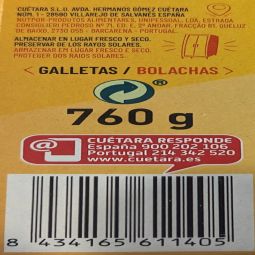 CUÉTARA S.L.U. AVDA. HERMANOS GÓMEZ CUÉTARA
NÚM. 1 - 28590 VILLAREJO DE SALVANÉS ESPAÑA
NUTPOR-PRODUTOS ALIMENTARES, UNIPESSOAL, LDA. ESTRADA
CONSIGLIERI PEDROSO Nº 71, ED. E, 2º ANDAR, FRACÇÃO B1, QUELUZ
DE BAIXO, 2730-055 - BARCARENA - PORTUGAL.
ALMACENAR EN LUGAR FRESCO Y SECO.
PRESERVAR DE LOS RAYOS SOLARES.
ARMAZENAR EM LUGAR FRESCO E SECO.
PROTEGER DOS RAIOS SOLARES.
GALLETAS / BOLACHAS
760 g
CUÉTARA RESPONDE
España 900 202 106
Portugal 214 342 520
www.cuetara.es
8 434165 611405